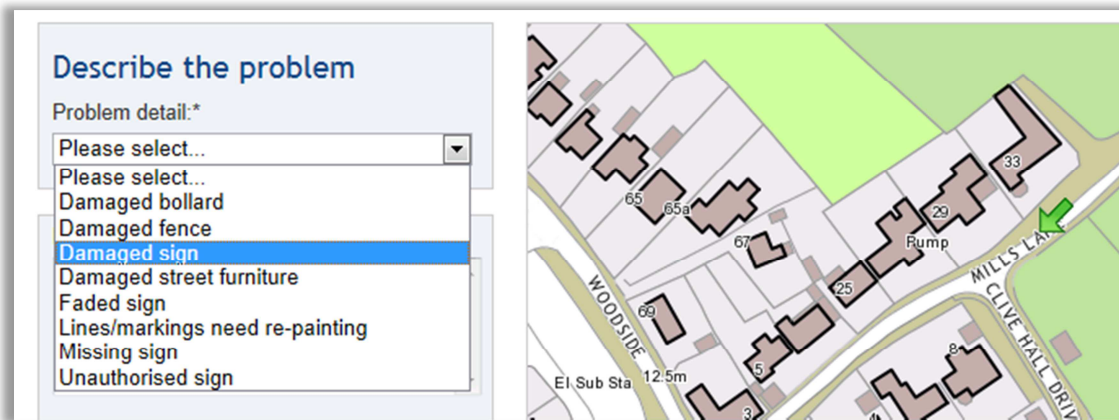 Describe the problem
Problem detail:*
Please select...
Please select...
Damaged bollard
Damaged fence
Damaged sign
Damaged street furniture
Faded sign
Lines/markings need re-painting
Missing sign
Unauthorised sign
33
65
65a
29
67
Pump
MILLS LANE
25
WOODSIDE
CLIVE HALL DRIV
69
8
5
El Sub Sta
12.5m
3
4